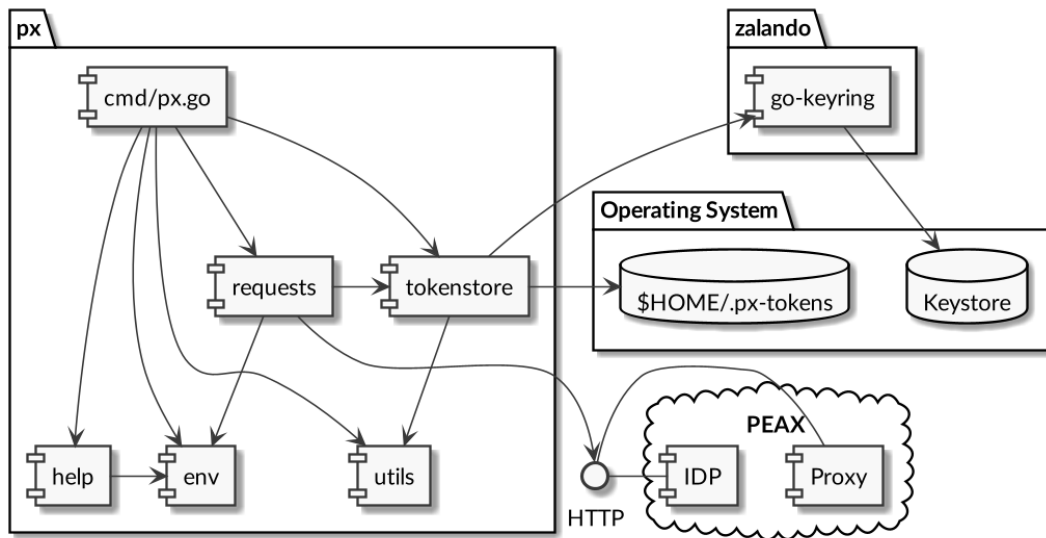 px
zalando
cmd/px.go
go-keyring
Operating System
requests
tokenstore
$HOME/.px-tokens
Keystore
PEAX
help
env
utils
IDP
Proxy
HTTP